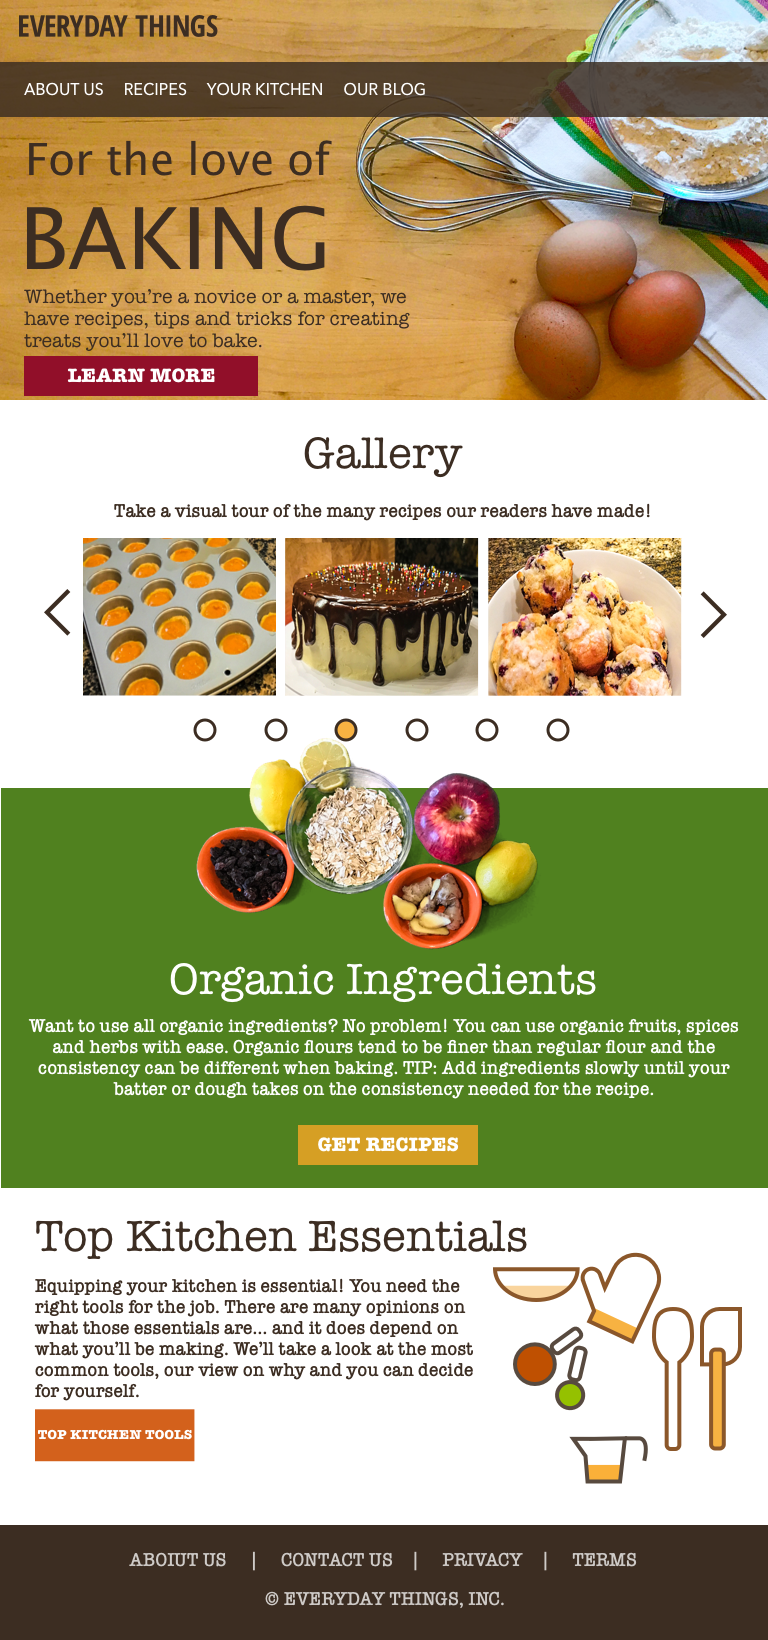 EVERYDAY THINGS
ABOUT US RECIPES YOUR KITCHEN OUR BLOG
For the love of
BAKING
Whether you're a novice or a master, we
have recipes, tips and tricks for creating
treats you'll love to bake.
LEARN MORE
Gallery
Take a visual tour of the many recipes our readers have made!
Organic Ingredients
Want to use all organic ingredients? No problem! You can use organic fruits, spices
and herbs with ease. Organic flours tend to be finer than regular flour and the
consistency can be different when baking. TIP: Add ingredients slowly until your
batter or dough takes on the consistency needed for the recipe.
GET RECIPES
Top Kitchen Essentials
Equipping your kitchen is essential! You need the
right tools for the job. There are many opinions on
what those essentials are... and it does depend on
what you'll be making. We'll take a look at the most
common tools, our view on why and you can decide
for yourself.
TOP KITCHEN TOOLS
ABOIUT US | CONTACT US | PRIVACY | TERMS
© EVERYDAY THINGS, INC.